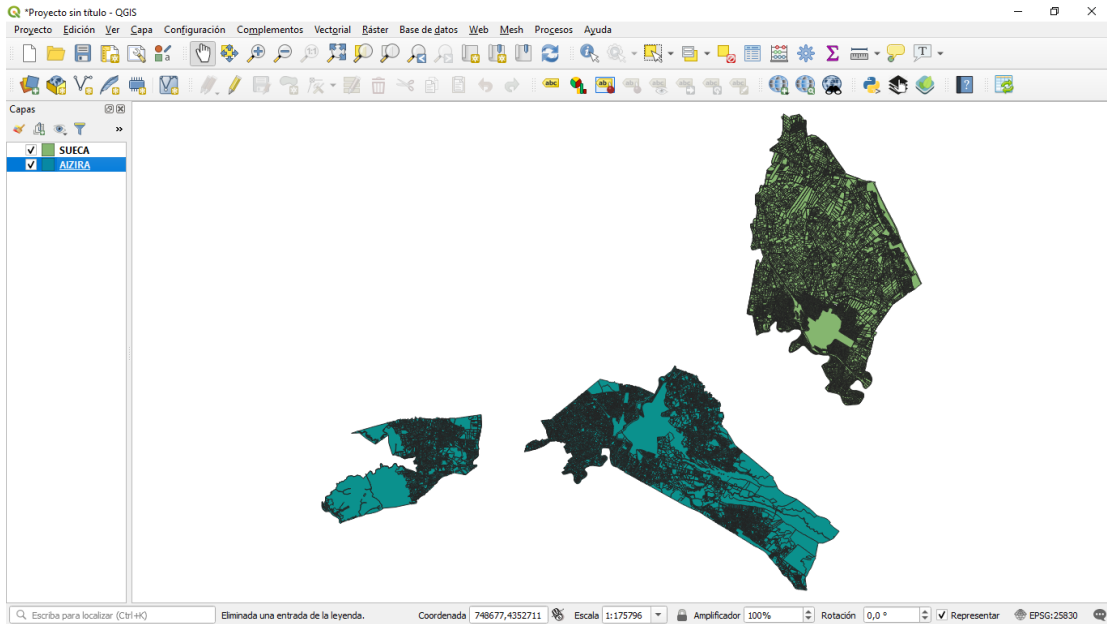 *Proyecto sin título - QGIS
Proyecto Edición Ver Capa Configuración Complementos Vectorial Ráster Base de datos Web Mesh Procesos Ayuda
Capas
SUECA
AlZIRA
Escriba para localizar (Ctrl+K) Eliminada una entrada de la leyenda. Coordenada 748677,4352711 Escala 1:175796 Amplificador 100% Rotación 0,0 ° Representar EPSG:25830